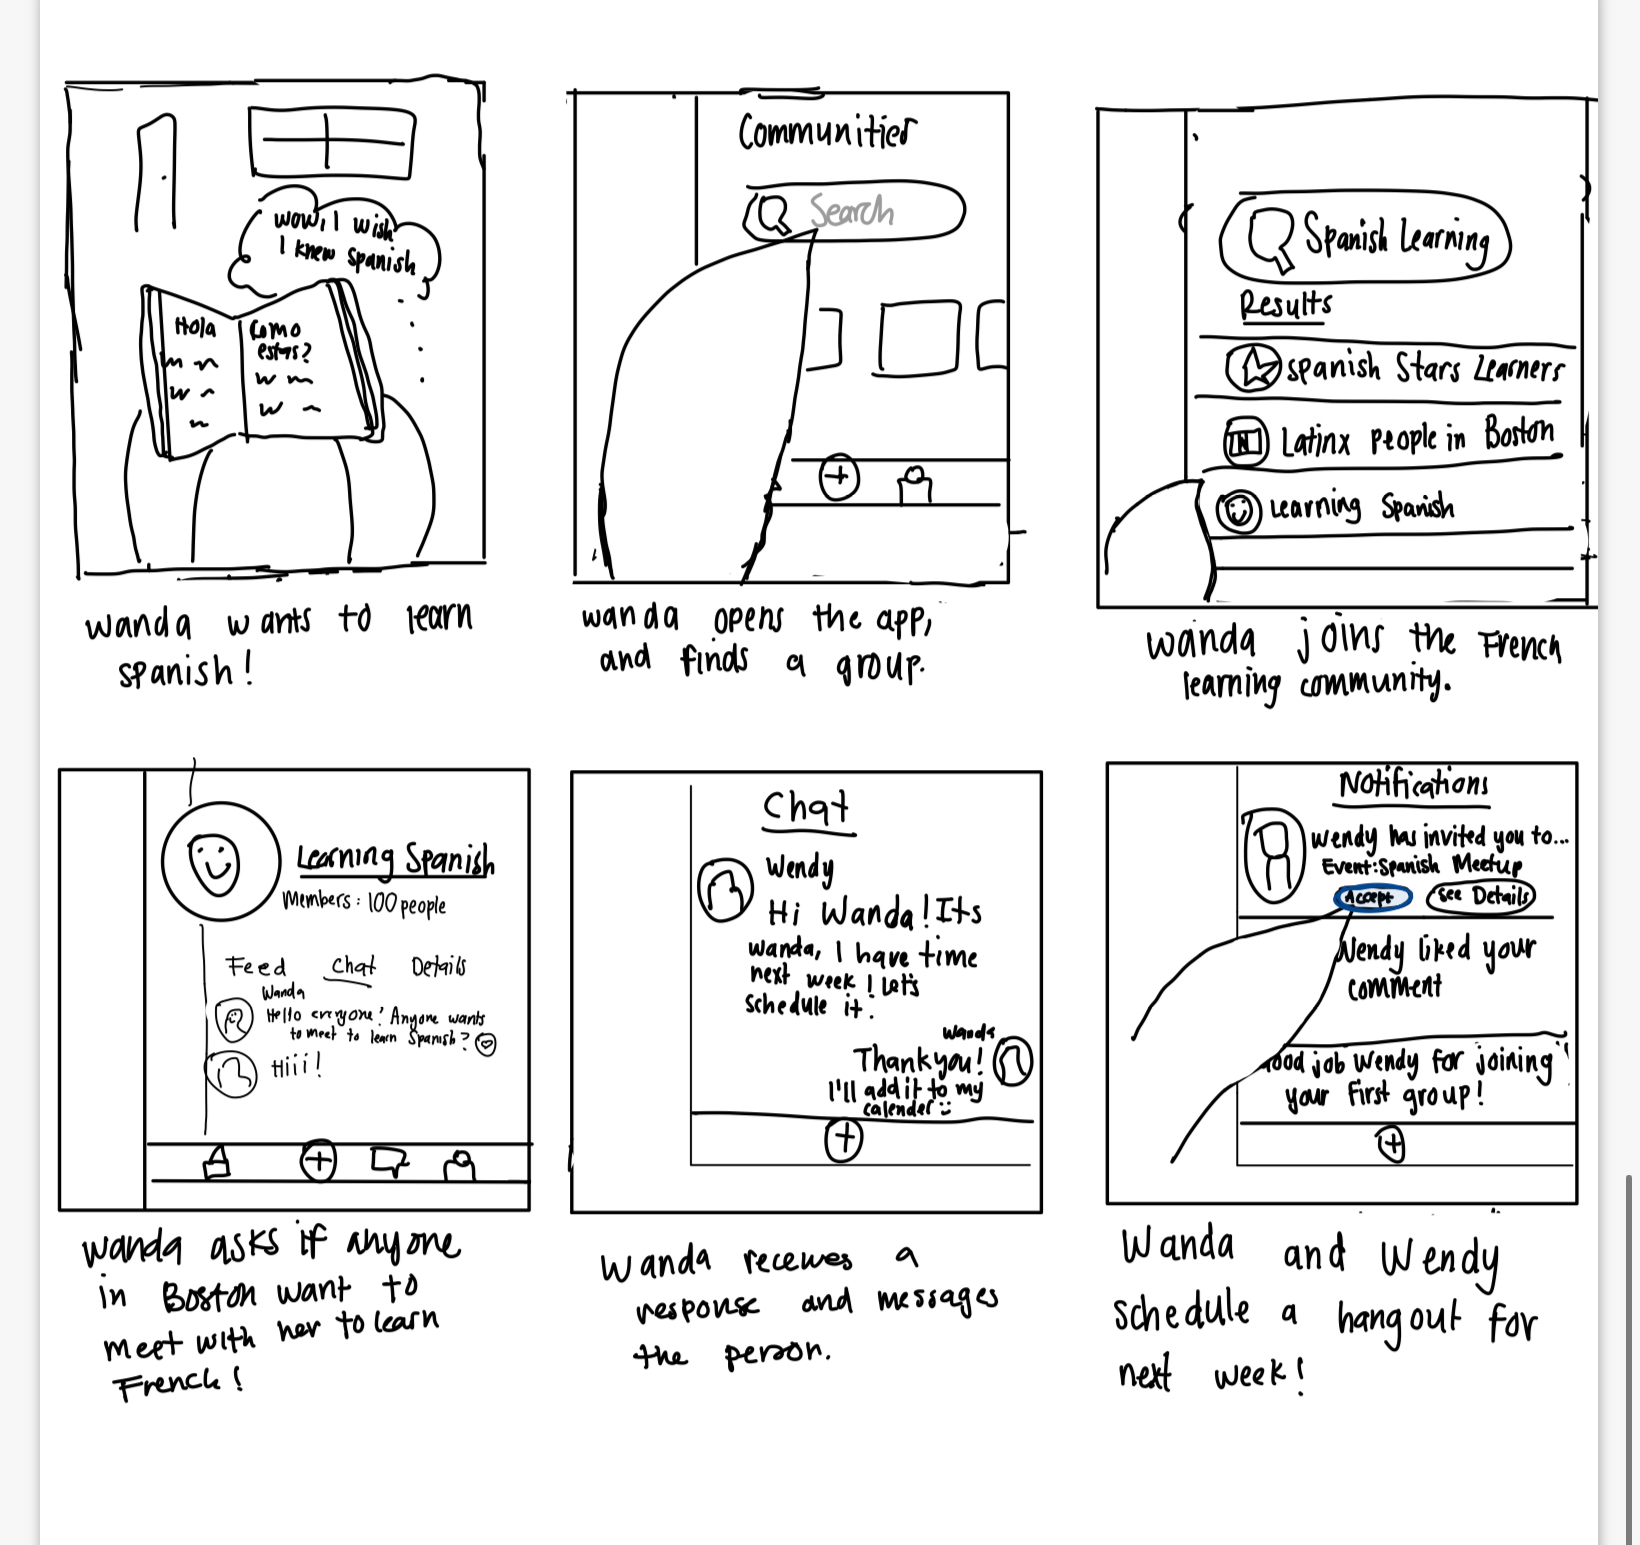 wow, I wish
I knew spanish
Hola
Como
estas?
wanda wants to learn
spanish!
Communitier
Search
wanda opens the app,
and finds a group.
Spanish Learning
Results
spanish Stars Learners
Latinx people in Boston
Learning Spanish
wanda joins the French
learning community.
Learning Spanish
Members: 100 people
Feed Chat Details
Wanda
Hello everyone! Anyone wants
to meet to learn Spanish?
Hiii!
wanda asks if anyone
in Boston want to
meet with her to learn
French!
Chat
Wendy
Hi Wanda! Its
wanda, I have time
next week! Let's
schedule it.
Wanda
Thank you!
I'll add it to my
calender
Wanda receives a
response and messages
the person.
Notifications
Wendy has invited you to...
Event: Spanish Meetup
Accept See Details
Wendy liked your
comment
ood job Wendy for joining
your first group!
Wanda and Wendy
schedule a hangout for
next week!